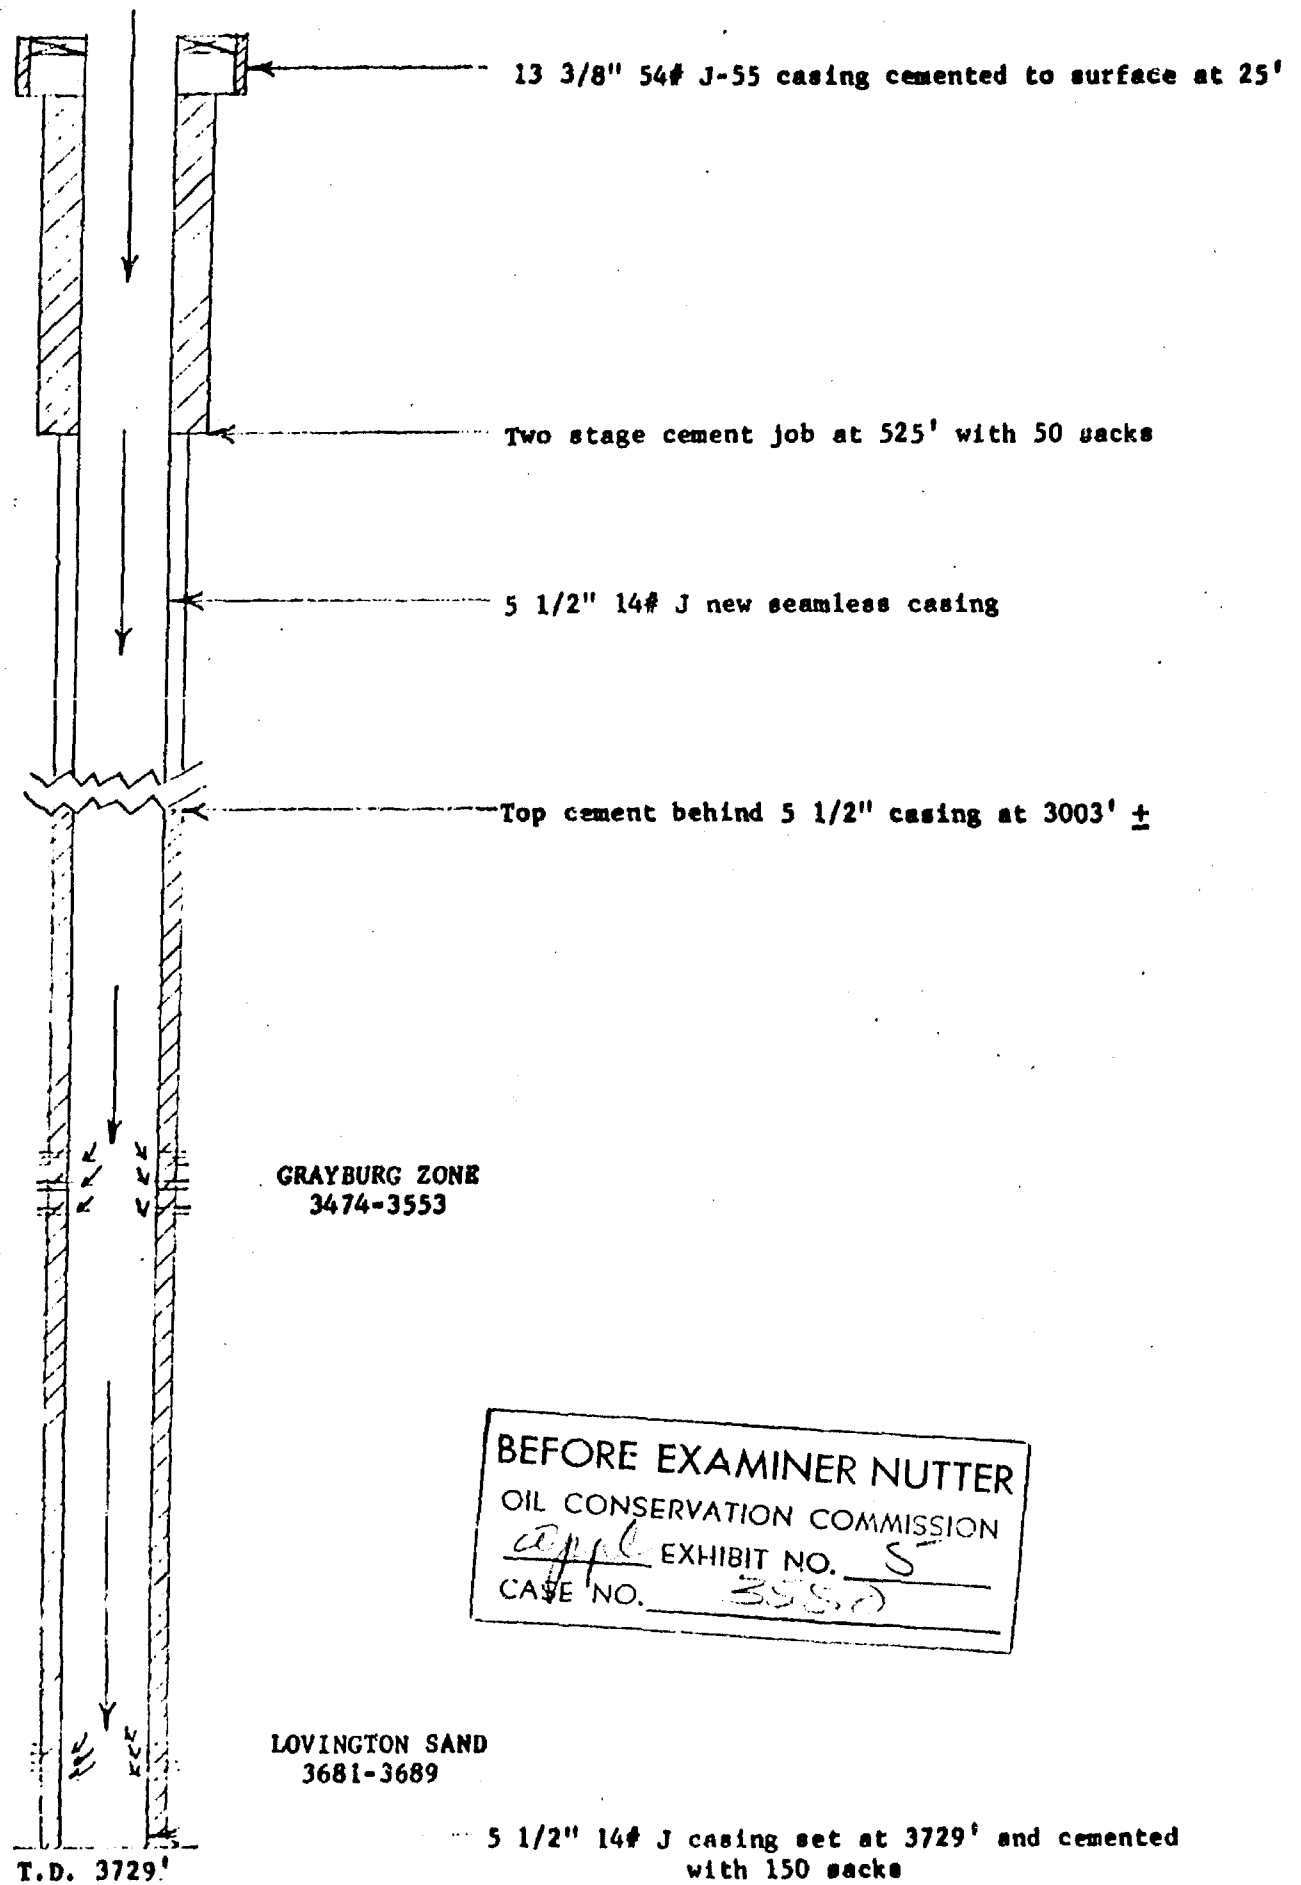 13 3/8" 54# J-55 casing cemented to surface at 25'
Two stage cement job at 525' with 50 sacks
5 1/2" 14# J new seamless casing
Top cement behind 5 1/2" casing at 3003' ±
GRAYBURG ZONE
3474-3553
BEFORE EXAMINER NUTTER
OIL CONSERVATION COMMISSION
appl EXHIBIT NO. 5
CASE NO.
LOVINGTON SAND
3681-3689
5 1/2" 14# J casing set at 3729' and cemented
with 150 sacks
T.D. 3729'